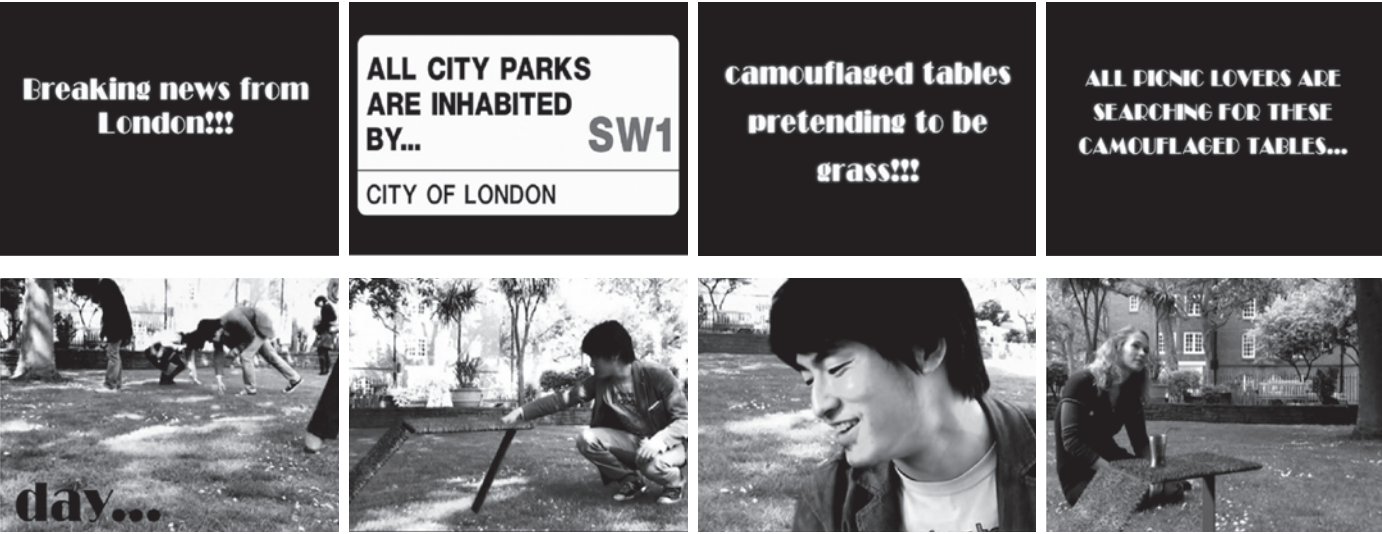 Breaking news from
London!!!
ALL CITY PARKS
ARE INHABITED
BY...
SW1
CITY OF LONDON
camouflaged tables
pretending to be
grass!!!
ALL PICNIC LOVERS ARE
SEARCHING FOR THESE
CAMOUFLAGED TABLES...
day...